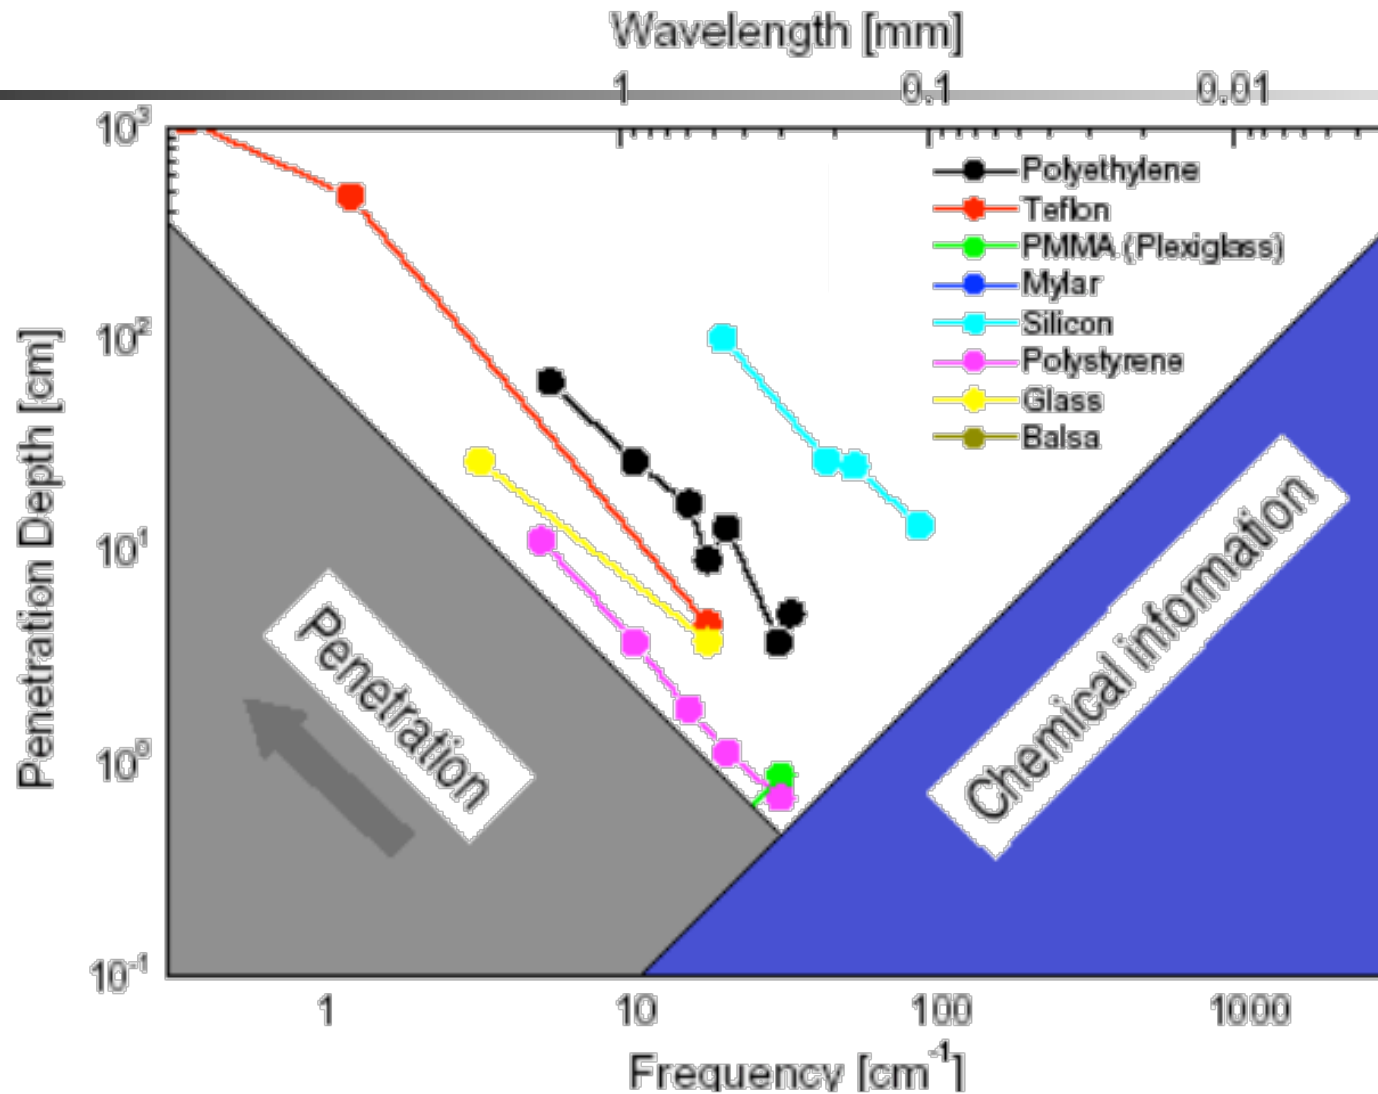 Wavelength [mm]
1 0.1 0.01
10³
10²
10¹
10⁰
10⁻¹
Penetration Depth [cm]
Polyethylene
Teflon
PMMA (Plexiglass)
Mylar
Silicon
Polystyrene
Glass
Balsa
Penetration
Chemical information
1 10 100 1000
Frequency [cm⁻¹]